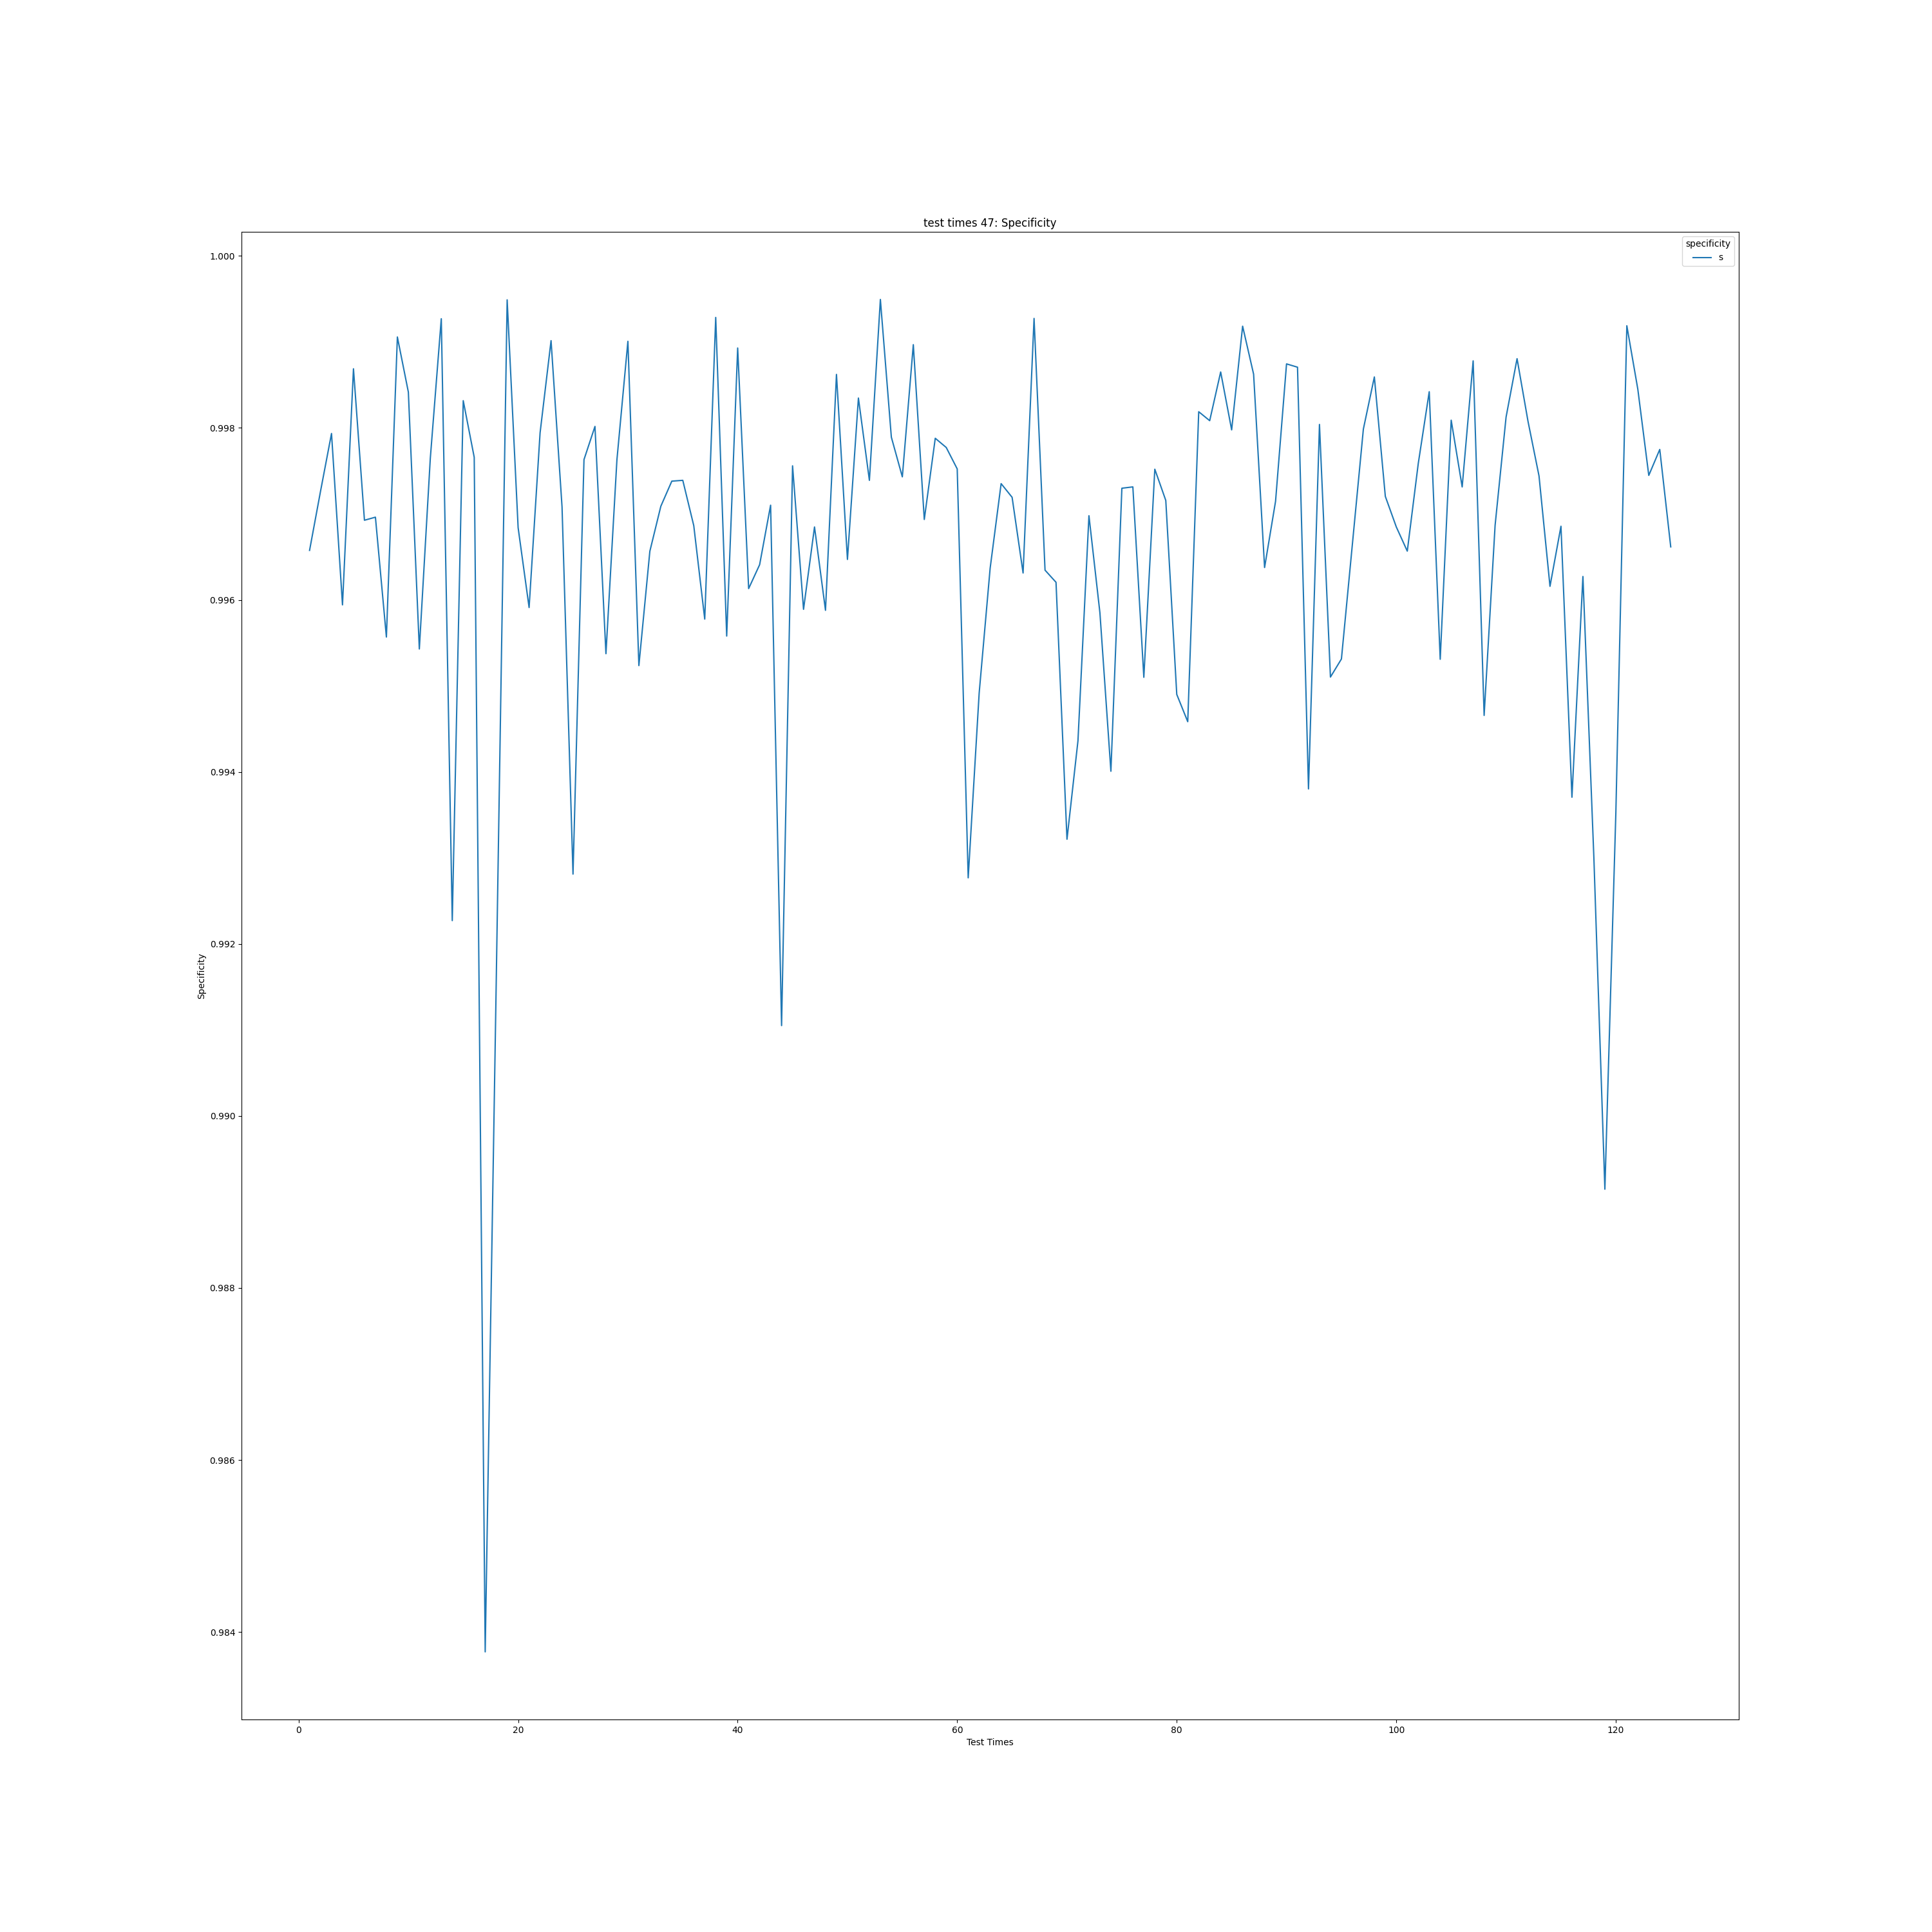 test times 47: Specificity
specificity
s
1.000
0.998
0.996
0.994
0.992
0.990
0.988
0.986
0.984
Specificity
0 20 40 60 80 100 120
Test Times